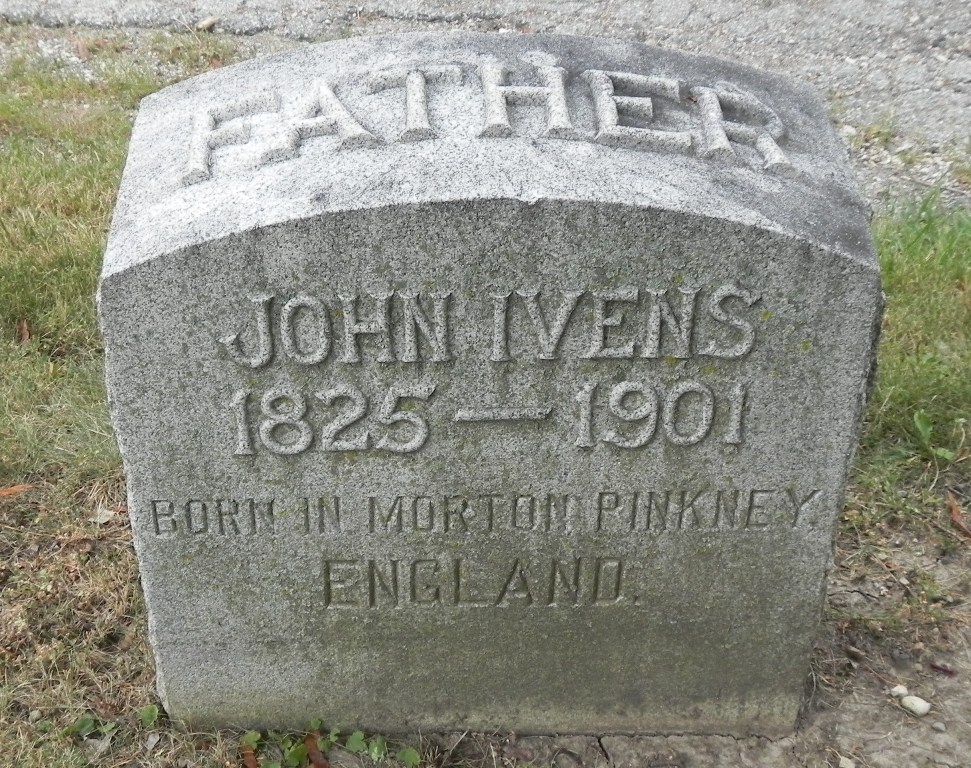 FATHER
JOHN IVENS
1825 — 1901
BORN IN MORTON PINKNEY.
ENGLAND.